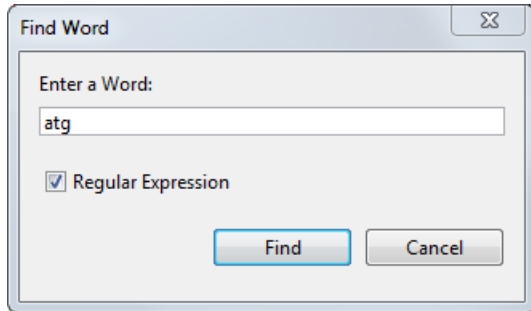 Find Word
Enter a Word:
atg
Regular Expression
Find Cancel